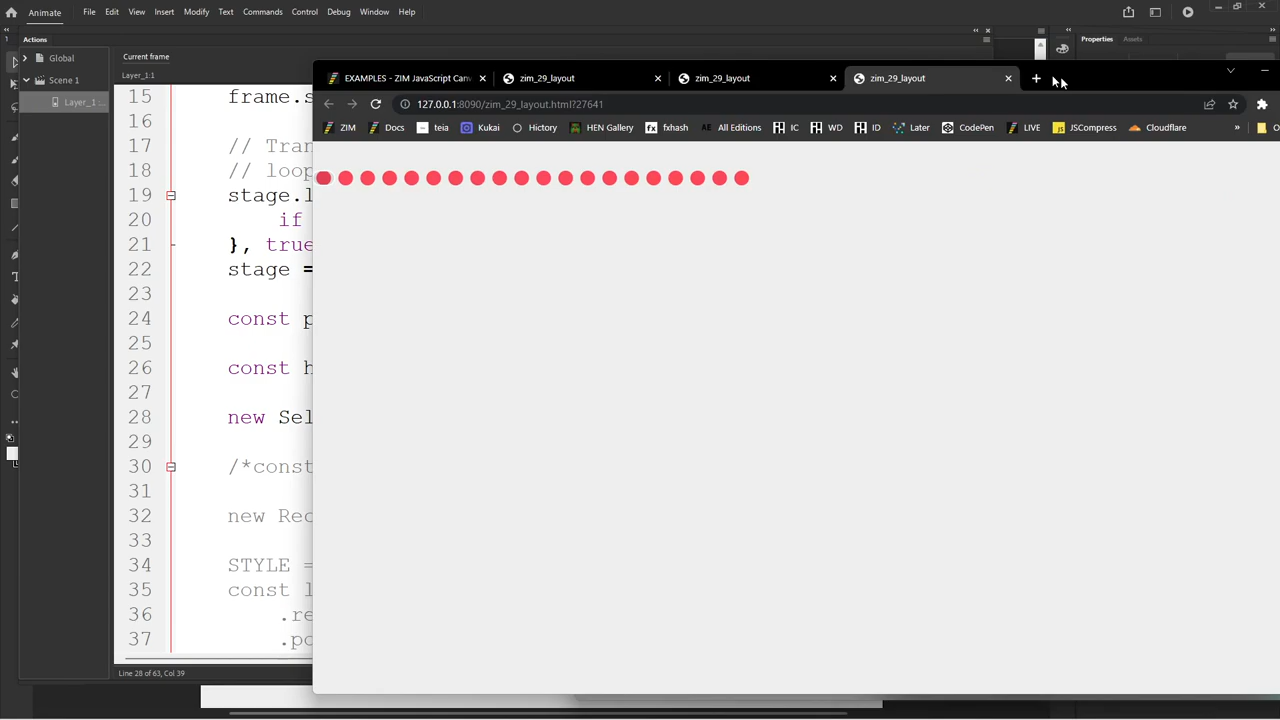 Animate File Edit View Insert Modify Text Commands Control Debug Window Help
Actions
Properties Assets
Global
Current frame
Scene 1
Layer_1:1
Layer_1:...
EXAMPLES - ZIM JavaScript Canv
zim_29_layout
zim_29_layout
zim_29_layout
127.0.0.1:8090/zim_29_layout.html?27641
ZIM Docs teia Kukai Hictory HEN Gallery fxhash All Editions IC WD ID Later CodePen LIVE JSCompress Cloudflare » O
15 frame.s
16
17 // Tran
18 // loop
19 stage.l
20 if
21 }, true
22 stage =
23
24 const p
25
26 const h
27
28 new Sel
29
30 /*const
31
32 new Rec
33
34 STYLE =
35 const l
36 .re
37 .po
Line 28 of 63, Col 39